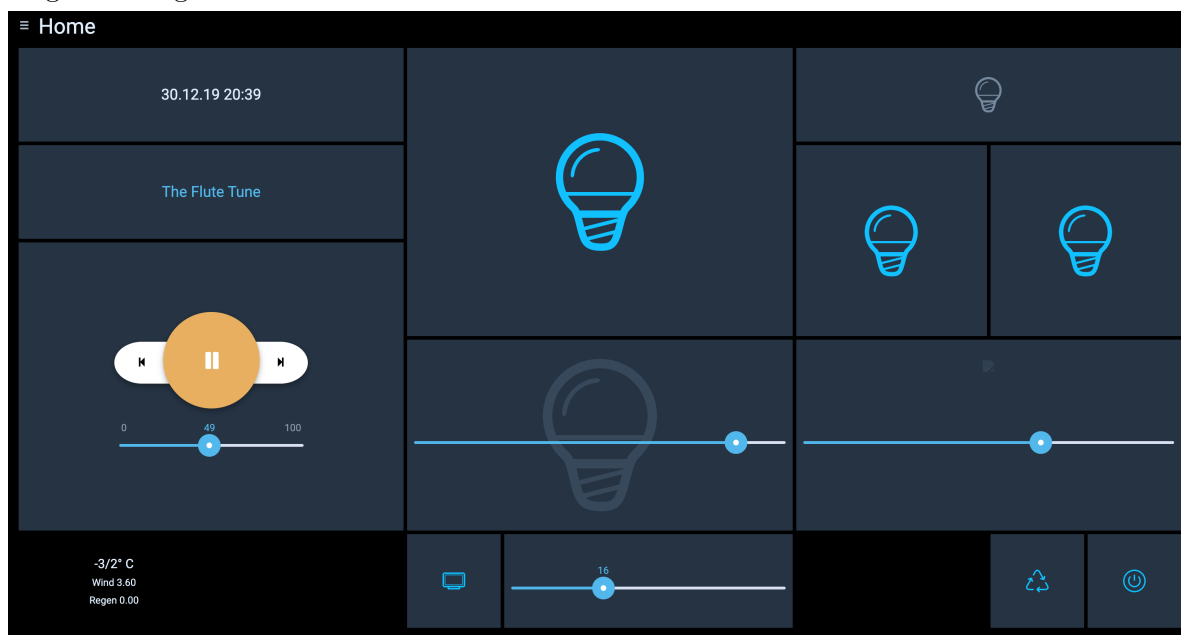 Home
30.12.19 20:39
The Flute Tune
0 49 100
-3/2° C
Wind 3.60
Regen 0.00
16